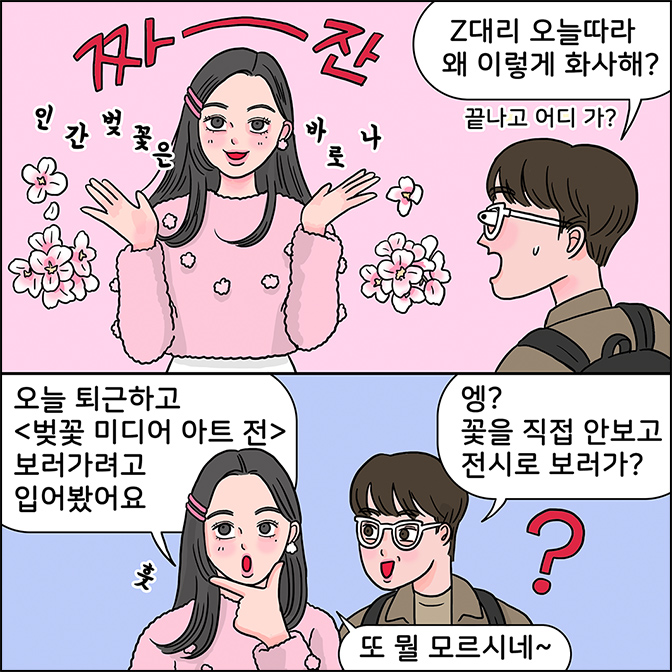 짜잔
Z대리 오늘따라
왜 이렇게 화사해?
끝나고 어디 가?
인간 벚꽃은
바로 나
오늘 퇴근하고
<벚꽃 미디어 아트 전>
보러가려고
입어봤어요
엥?
꽃을 직접 안보고
전시로 보러가?
?
훗
또 뭘 모르시네~